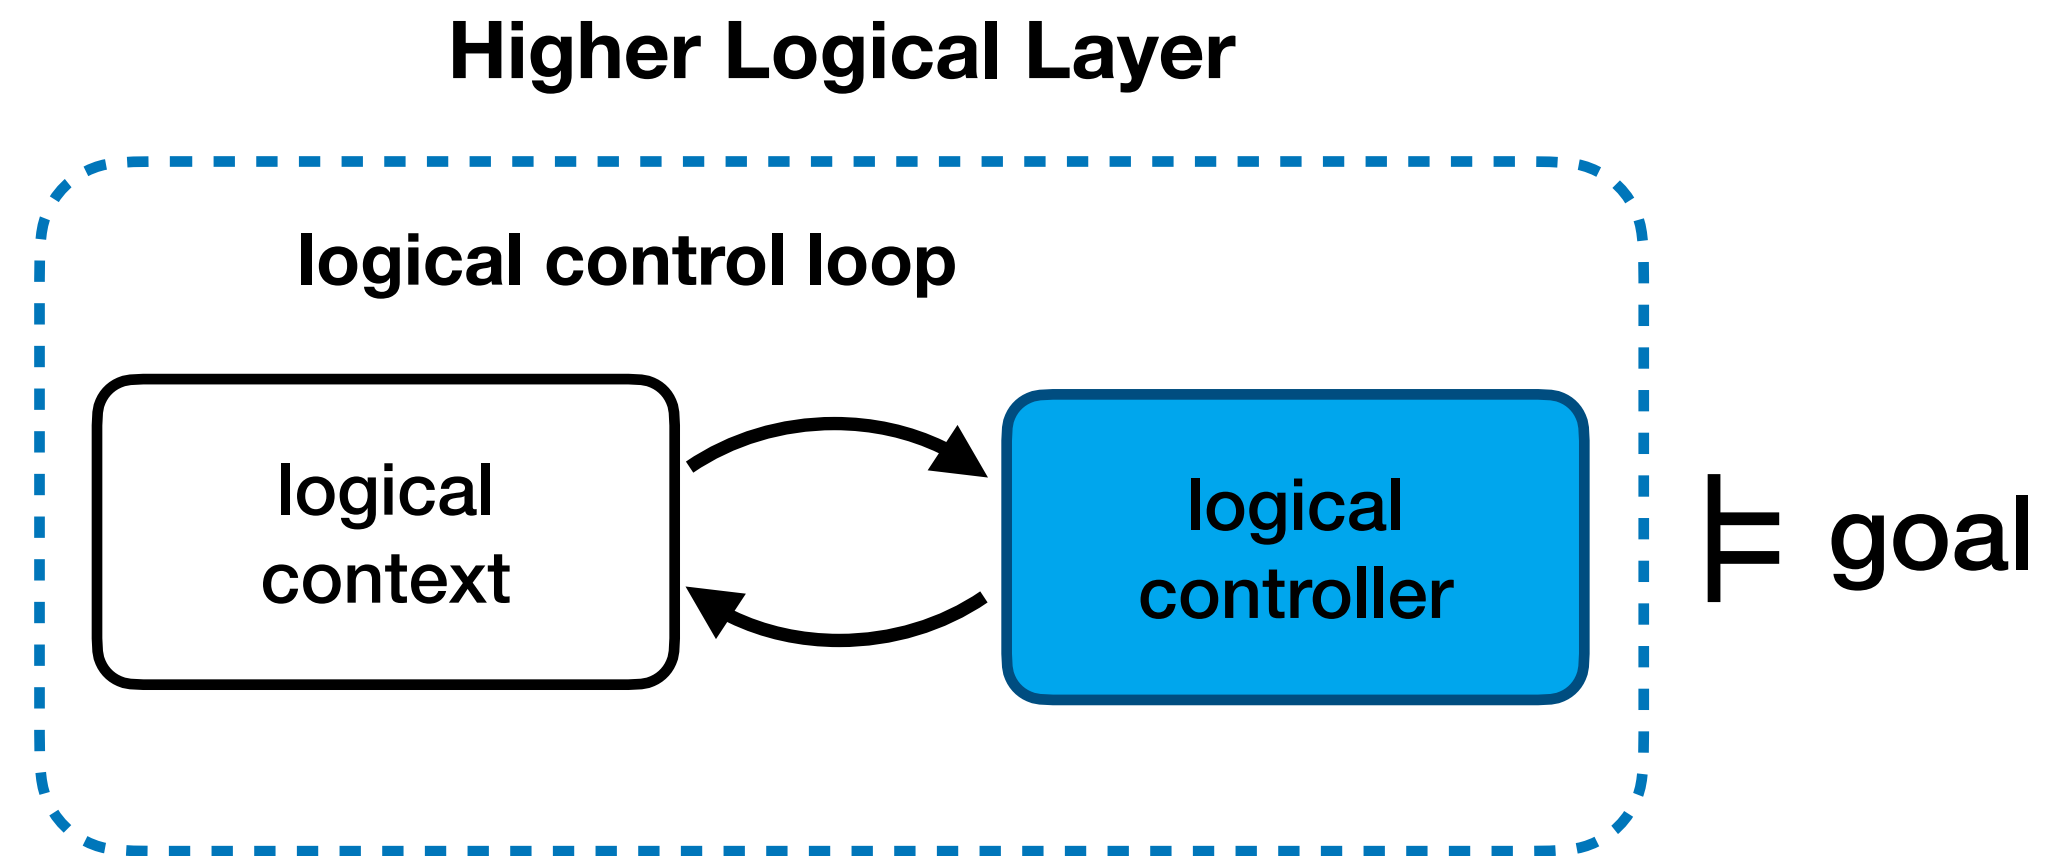 Higher Logical Layer
logical control loop
logical
context
logical
controller
⊨ goal